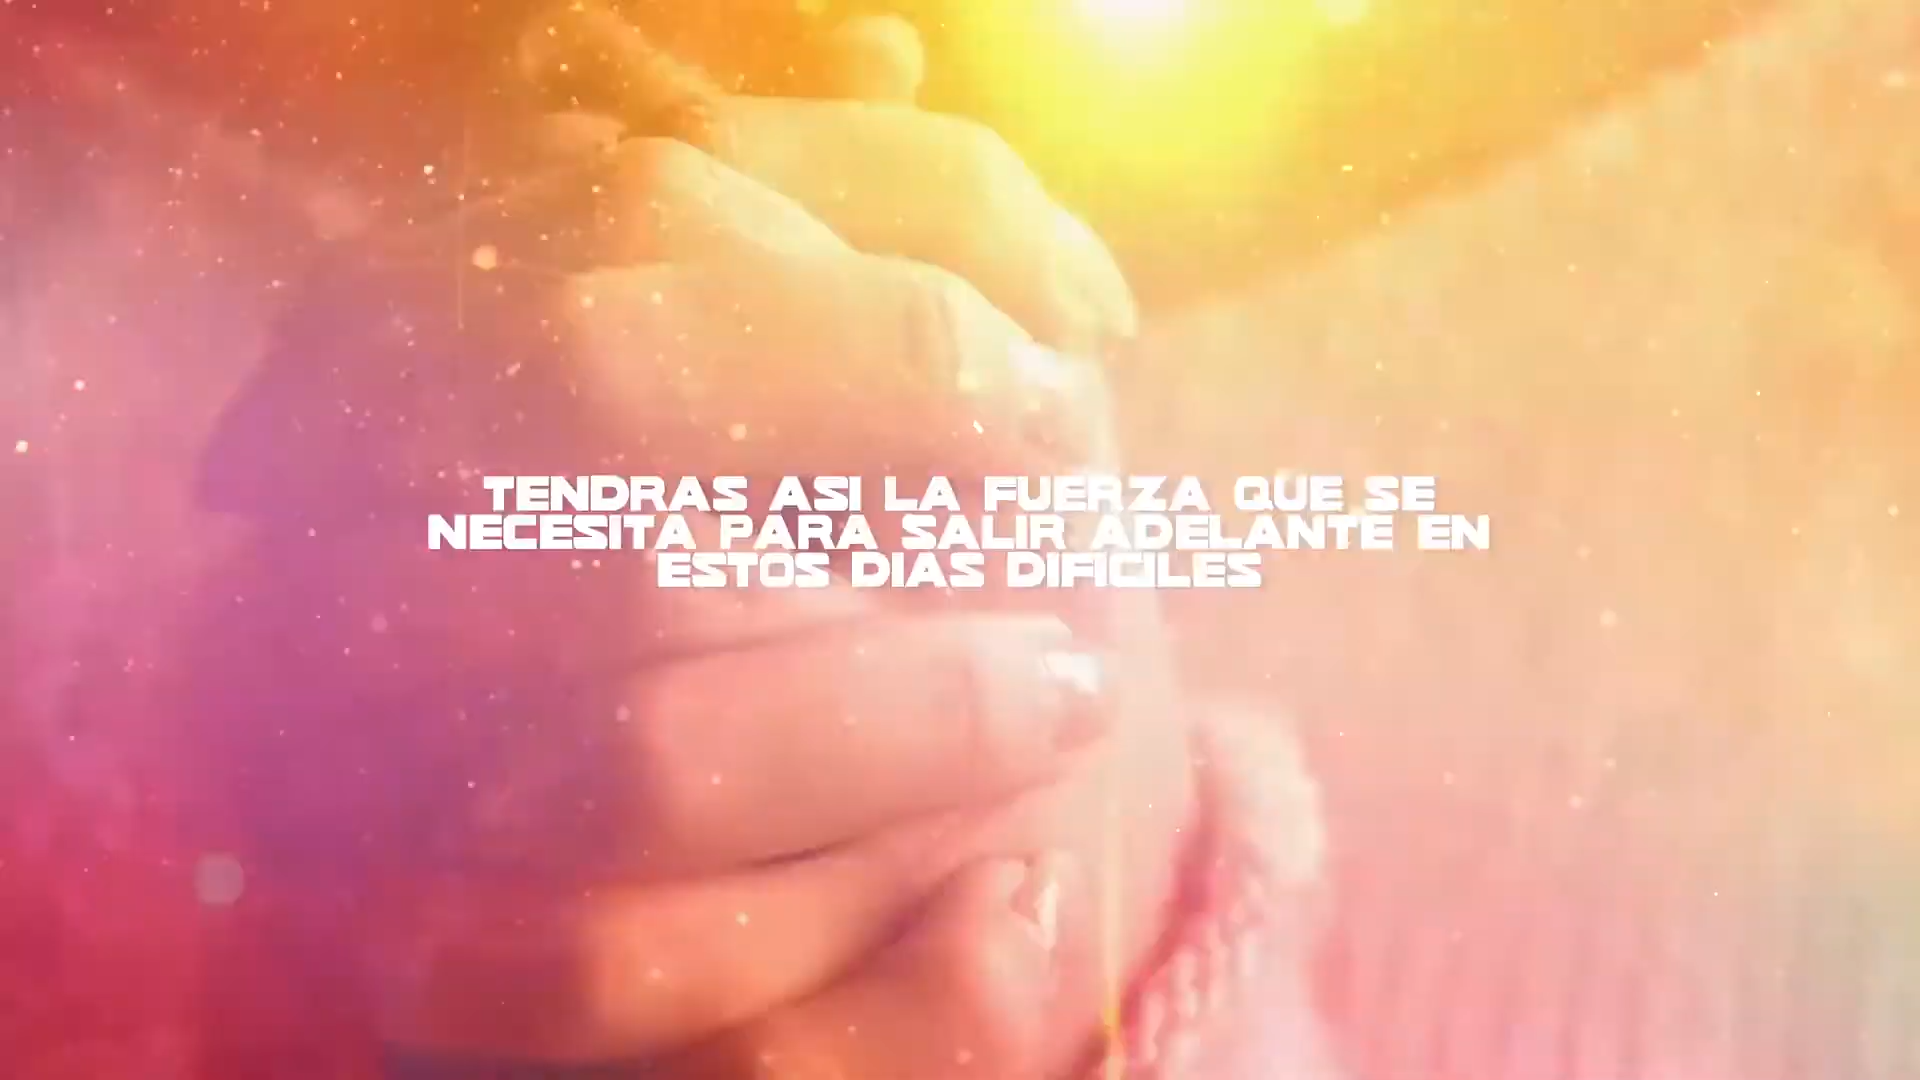 TENDRAS ASI LA FUERZA QUE SE
NECESITA PARA SALIR ADELANTE EN
ESTOS DIAS DIFICILES